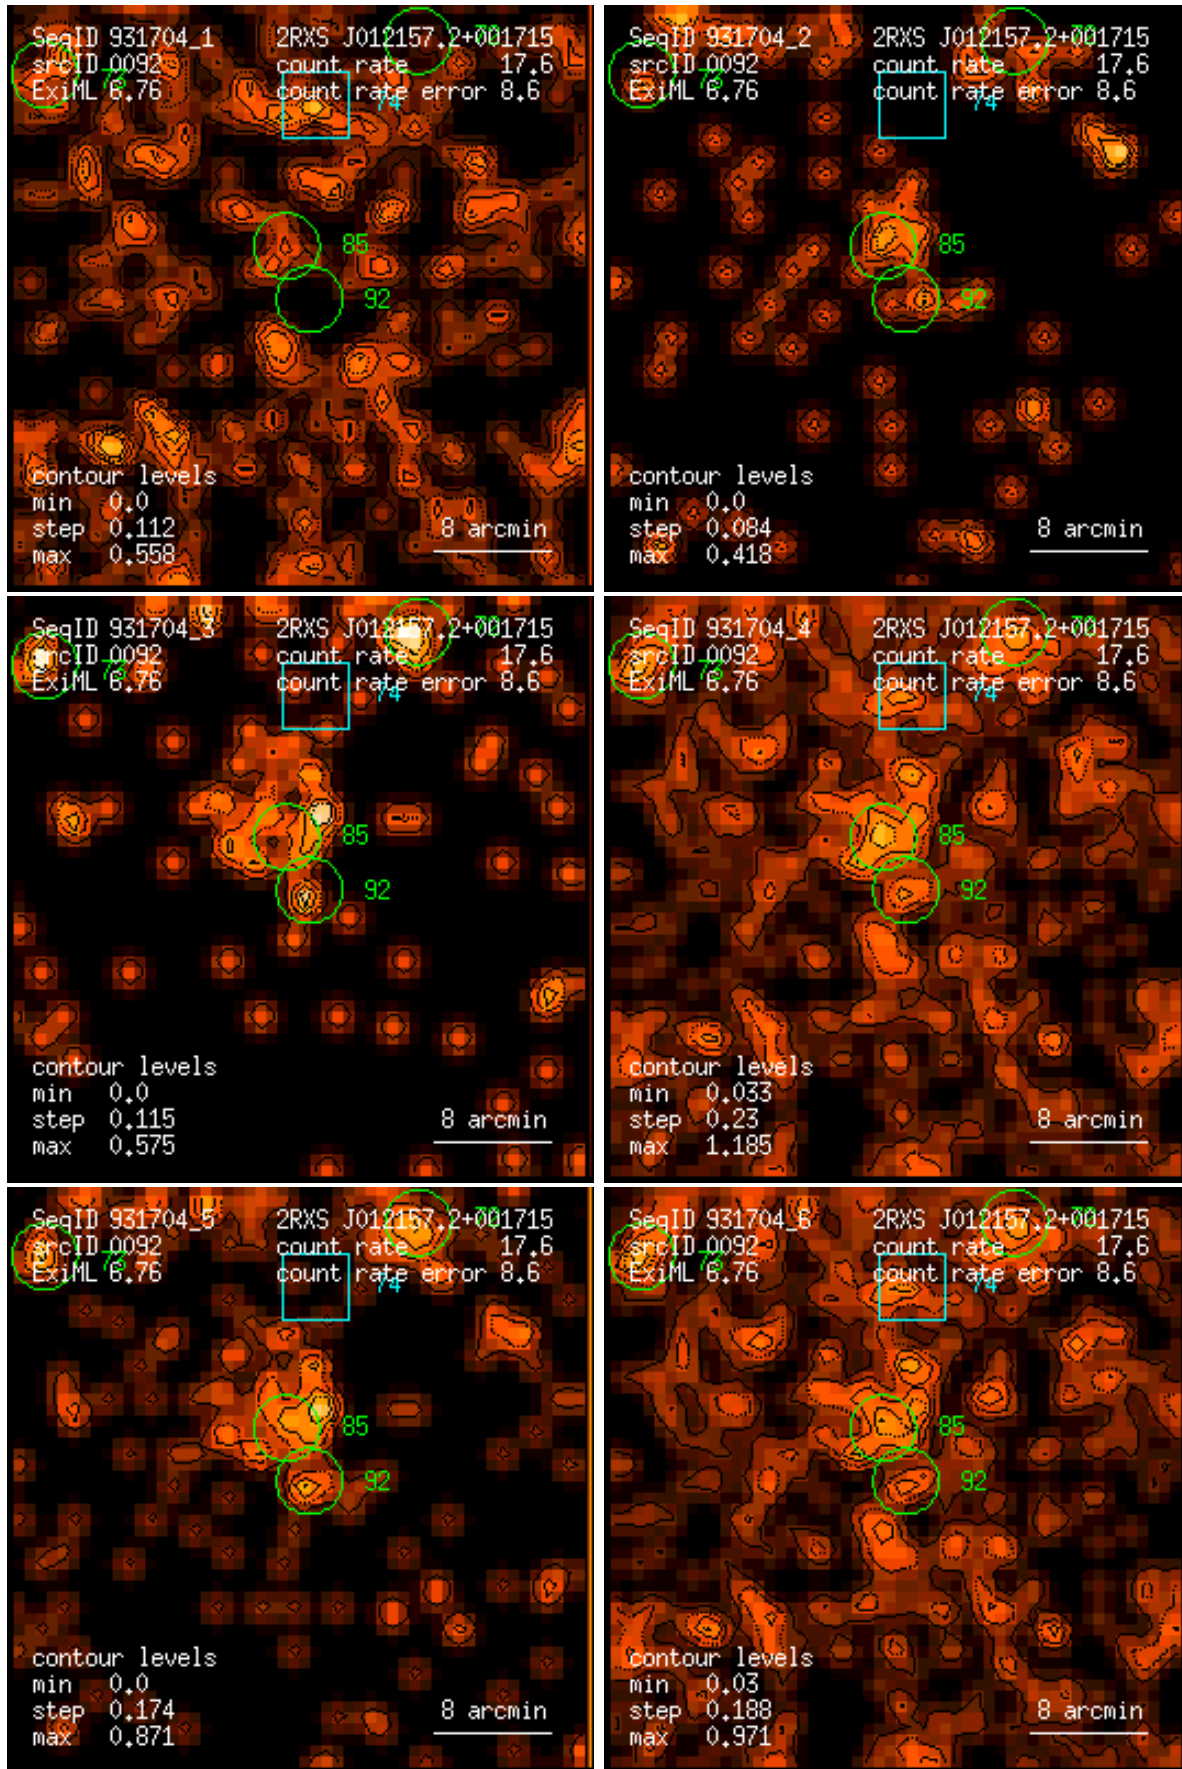 SeqID 931704_1 2RXS J012157.2+001715
srcID 0092 count rate 17.6
ExiML 6.76 count rate error 8.6
70
73
74
85
92
contour levels
min 0.0
step 0.112
max 0.558
8 arcmin
SeqID 931704_2 2RXS J012157.2+001715
srcID 0092 count rate 17.6
ExiML 6.76 count rate error 8.6
73
74
85
92
contour levels
min 0.0
step 0.084
max 0.418
8 arcmin
SeqID 931704_3 2RXS J012157.2+001715
srcID 0092 count rate 17.6
ExiML 6.76 count rate error 8.6
73
74
85
92
contour levels
min 0.0
step 0.115
max 0.575
8 arcmin
SeqID 931704_4 2RXS J012157.2+001715
srcID 0092 count rate 17.6
ExiML 6.76 count rate error 8.6
73
74
85
92
contour levels
min 0.033
step 0.23
max 1.185
8 arcmin
SeqID 931704_5 2RXS J012157.2+001715
srcID 0092 count rate 17.6
ExiML 6.76 count rate error 8.6
73
74
85
92
contour levels
min 0.0
step 0.174
max 0.871
8 arcmin
SeqID 931704_6 2RXS J012157.2+001715
srcID 0092 count rate 17.6
ExiML 6.76 count rate error 8.6
73
74
85
92
contour levels
min 0.03
step 0.188
max 0.971
8 arcmin